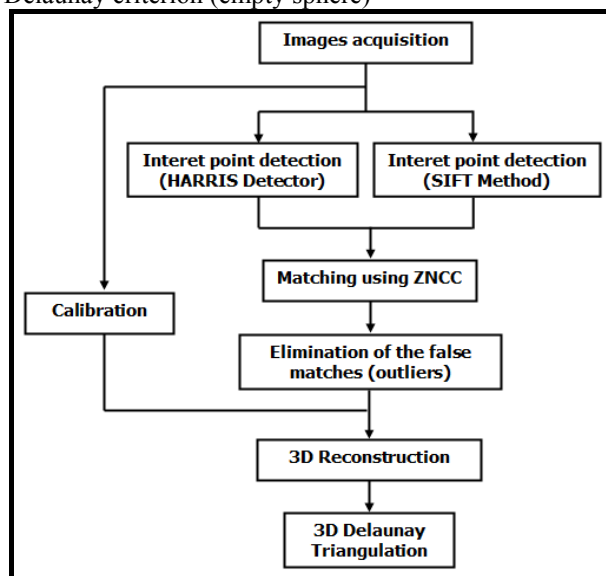 Delaunay criterion (empty sphere)
Images acquisition
Interet point detection
(HARRIS Detector)
Interet point detection
(SIFT Method)
Matching using ZNCC
Calibration
Elimination of the false
matches (outliers)
3D Reconstruction
3D Delaunay
Triangulation